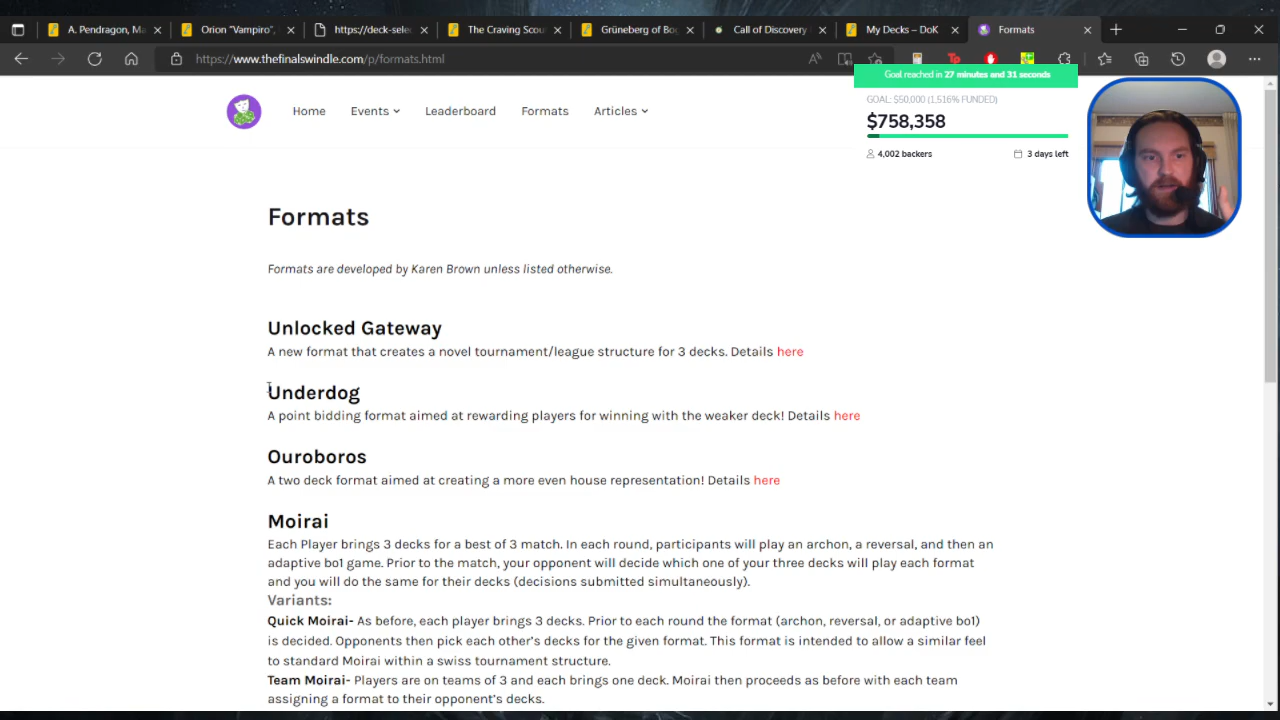 A. Pendragon, Ma
Orion "Vampiro",
https://deck-selec
The Craving Scou
Grüneberg of Bog
Call of Discovery
My Decks – DoK
Formats
https://www.thefinalswindle.com/p/formats.html
Goal reached in 27 minutes and 31 seconds
GOAL: $50,000 (1,516% FUNDED)
$758,358
4,002 backers
3 days left
Home
Events
Leaderboard
Formats
Articles
Formats
Formats are developed by Karen Brown unless listed otherwise.
Unlocked Gateway
A new format that creates a novel tournament/league structure for 3 decks. Details here
Underdog
A point bidding format aimed at rewarding players for winning with the weaker deck! Details here
Ouroboros
A two deck format aimed at creating a more even house representation! Details here
Moirai
Each Player brings 3 decks for a best of 3 match. In each round, participants will play an archon, a reversal, and then an
adaptive bo1 game. Prior to the match, your opponent will decide which one of your three decks will play each format
and you will do the same for their decks (decisions submitted simultaneously).
Variants:
Quick Moirai- As before, each player brings 3 decks. Prior to each round the format (archon, reversal, or adaptive bo1)
is decided. Opponents then pick each other's decks for the given format. This format is intended to allow a similar feel
to standard Moirai within a swiss tournament structure.
Team Moirai- Players are on teams of 3 and each brings one deck. Moirai then proceeds as before with each team
assigning a format to their opponent's decks.